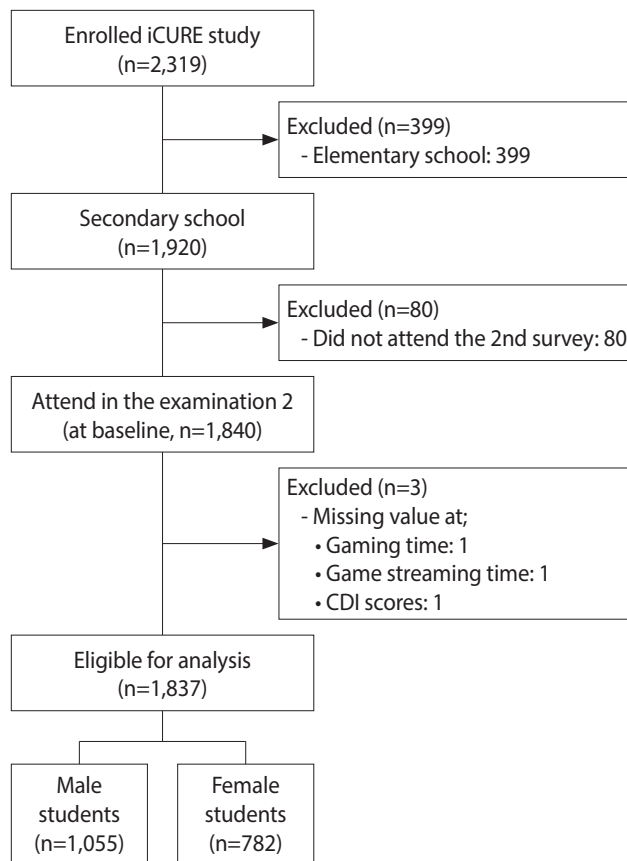 Enrolled iCURE study
(n=2,319)
Excluded (n=399)
- Elementary school: 399
Secondary school
(n=1,920)
Excluded (n=80)
- Did not attend the 2nd survey: 80
Attend in the examination 2
(at baseline, n=1,840)
Excluded (n=3)
- Missing value at;
• Gaming time: 1
• Game streaming time: 1
• CDI scores: 1
Eligible for analysis
(n=1,837)
Male
students
(n=1,055)
Female
students
(n=782)